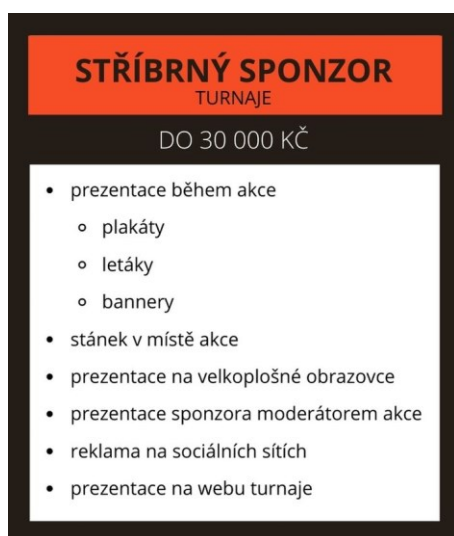 STŘÍBRNÝ SPONZOR
TURNAJE
DO 30 000 KČ
• prezentace během akce
◦ plakáty
◦ letáky
◦ bannery
• stánek v místě akce
• prezentace na velkoplošné obrazovce
• prezentace sponzora moderátorem akce
• reklama na sociálních sítích
• prezentace na webu turnaje